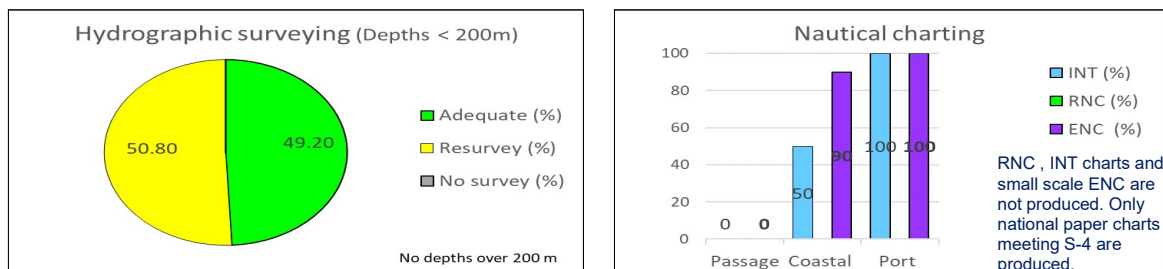 Hydrographic surveying (Depths < 200m)
50.80
49.20
Adequate (%)
Resurvey (%)
No survey (%)
No depths over 200 m
Nautical charting
100
80
60
40
20
0
0
0
50
90
100
100
Passage
Coastal
Port
INT (%)
RNC (%)
ENC (%)
RNC , INT charts and
small scale ENC are
not produced. Only
national paper charts
meeting S-4 are
produced.